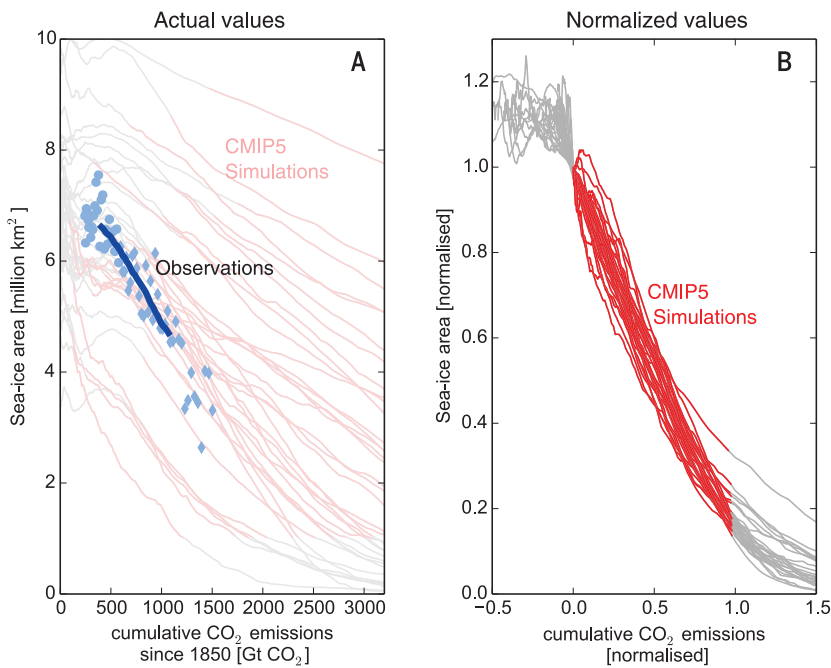 Actual values
A
CMIP5
Simulations
Observations
10
8
6
4
2
0
Sea-ice area [million km²]
0 500 1000 1500 2000 2500 3000
cumulative CO₂ emissions
since 1850 [Gt CO₂]
Normalized values
B
CMIP5
Simulations
1.2
1.0
0.8
0.6
0.4
0.2
0.0
Sea-ice area [normalised]
−0.5 0.0 0.5 1.0 1.5
cumulative CO₂ emissions
[normalised]